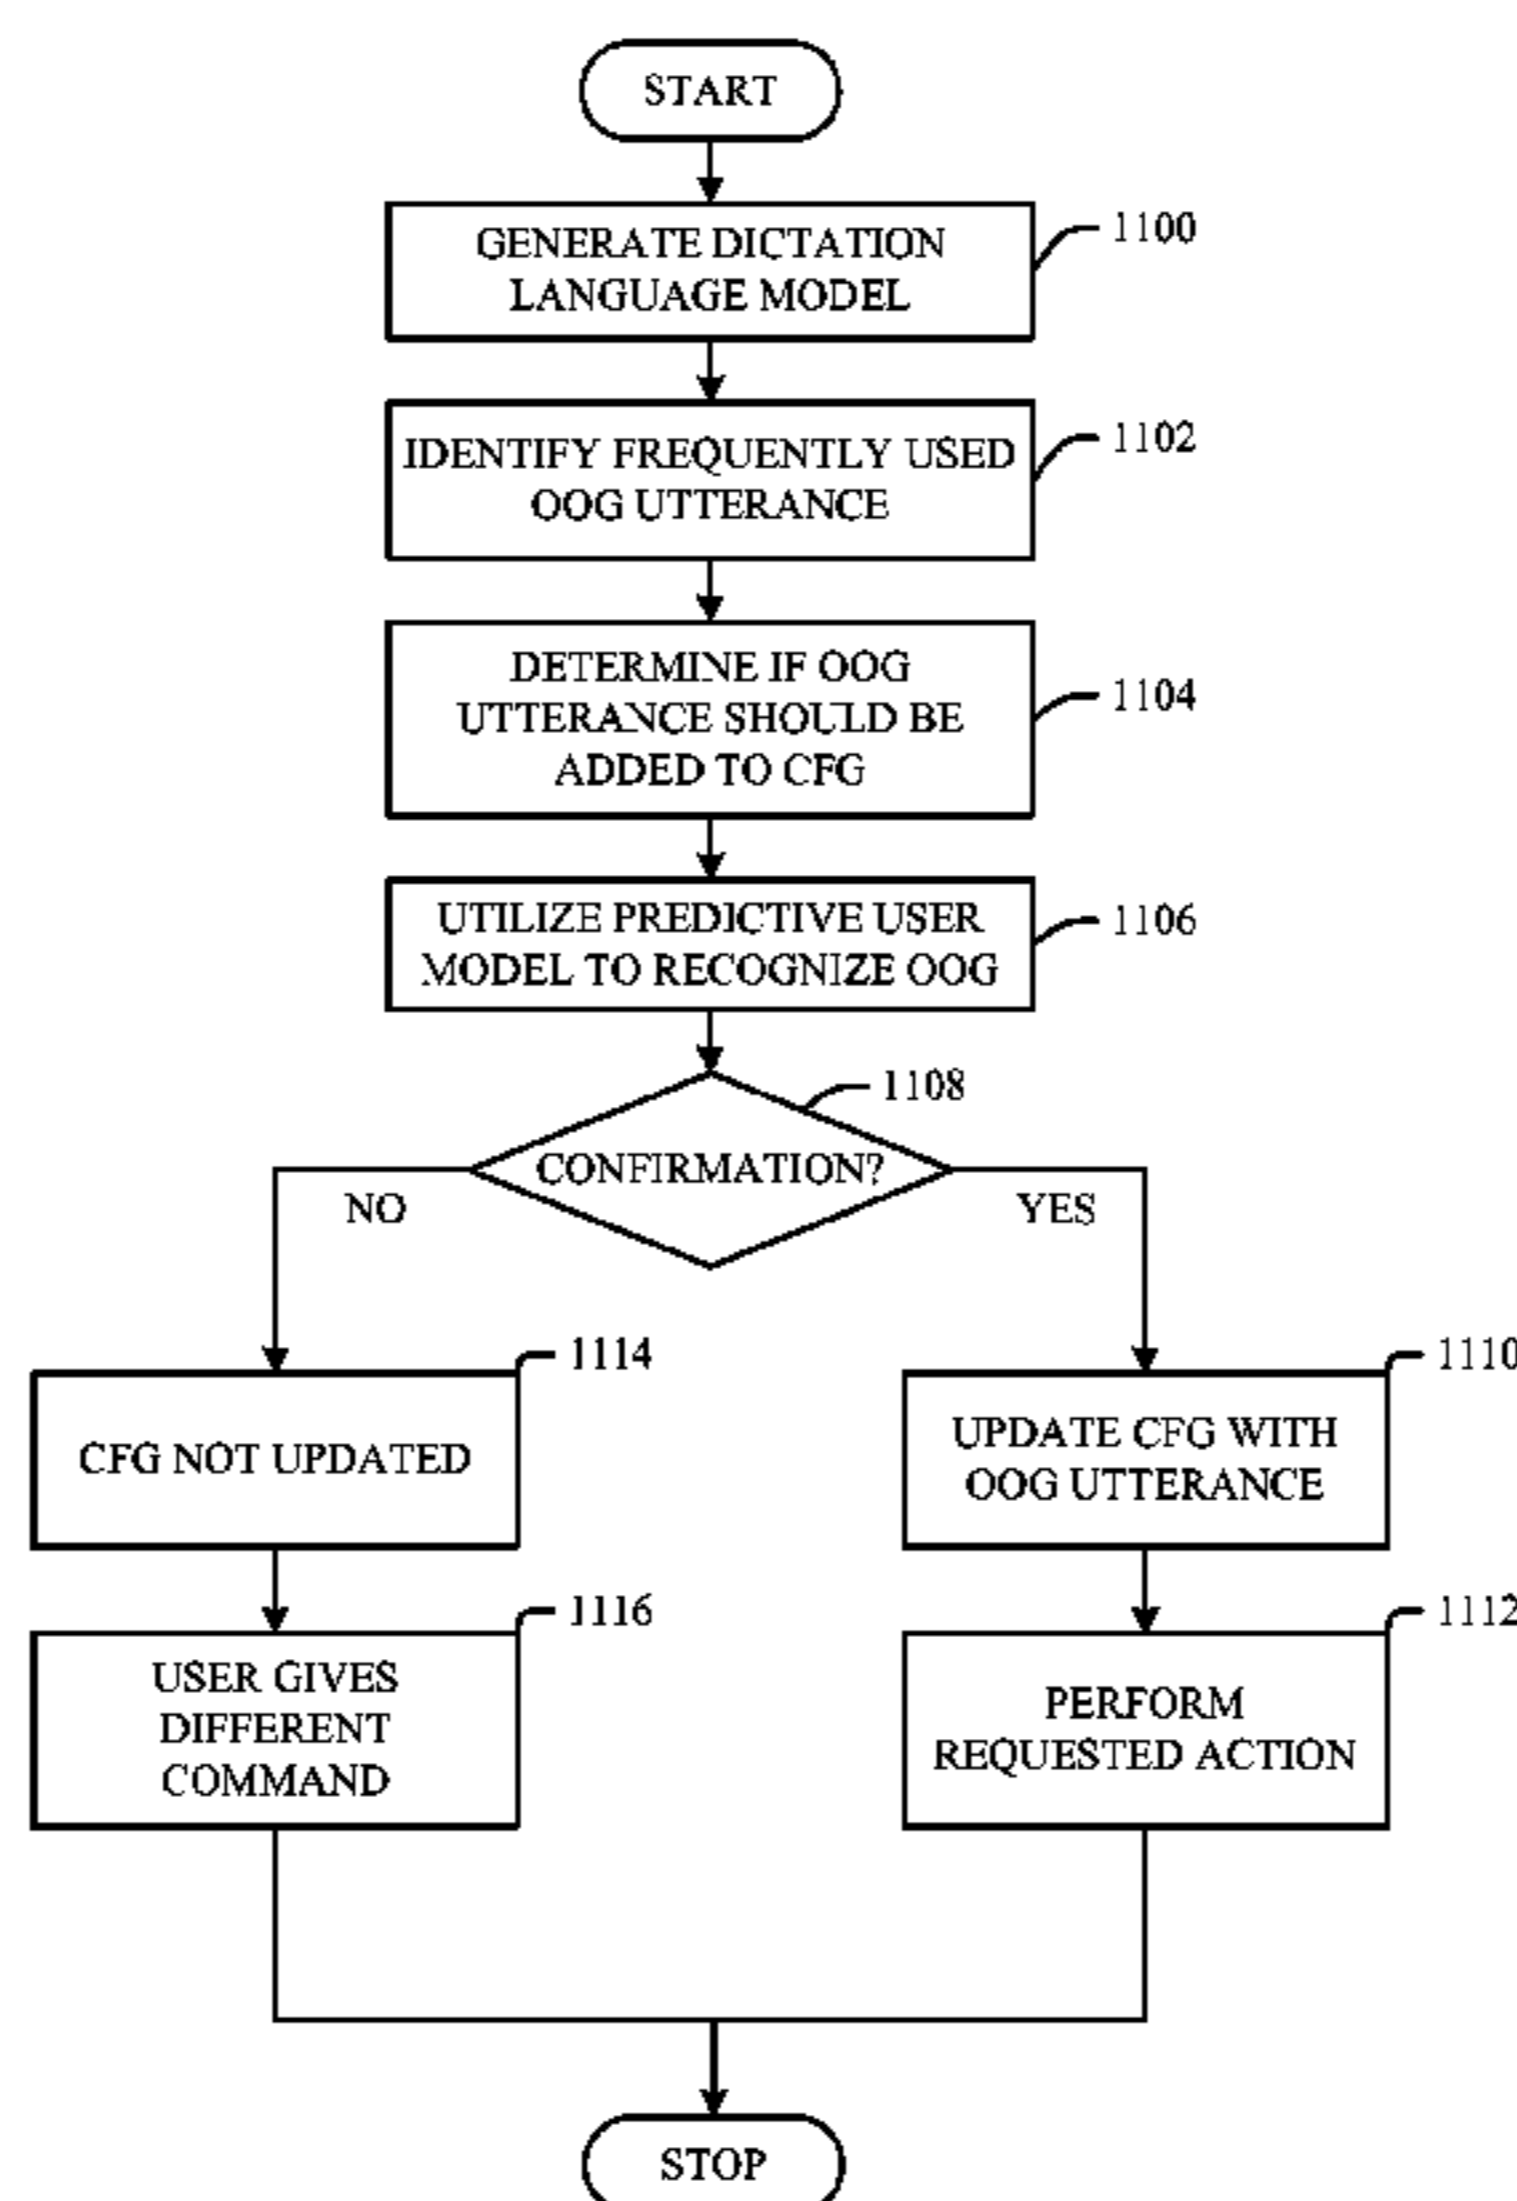 START
GENERATE DICTATION
LANGUAGE MODEL
1100
IDENTIFY FREQUENTLY USED
OOG UTTERANCE
1102
DETERMINE IF OOG
UTTERANCE SHOULD BE
ADDED TO CFG
1104
UTILIZE PREDICTIVE USER
MODEL TO RECOGNIZE OOG
1106
1108
CONFIRMATION?
NO
YES
1114
CFG NOT UPDATED
1110
UPDATE CFG WITH
OOG UTTERANCE
1116
USER GIVES
DIFFERENT
COMMAND
1112
PERFORM
REQUESTED ACTION
STOP